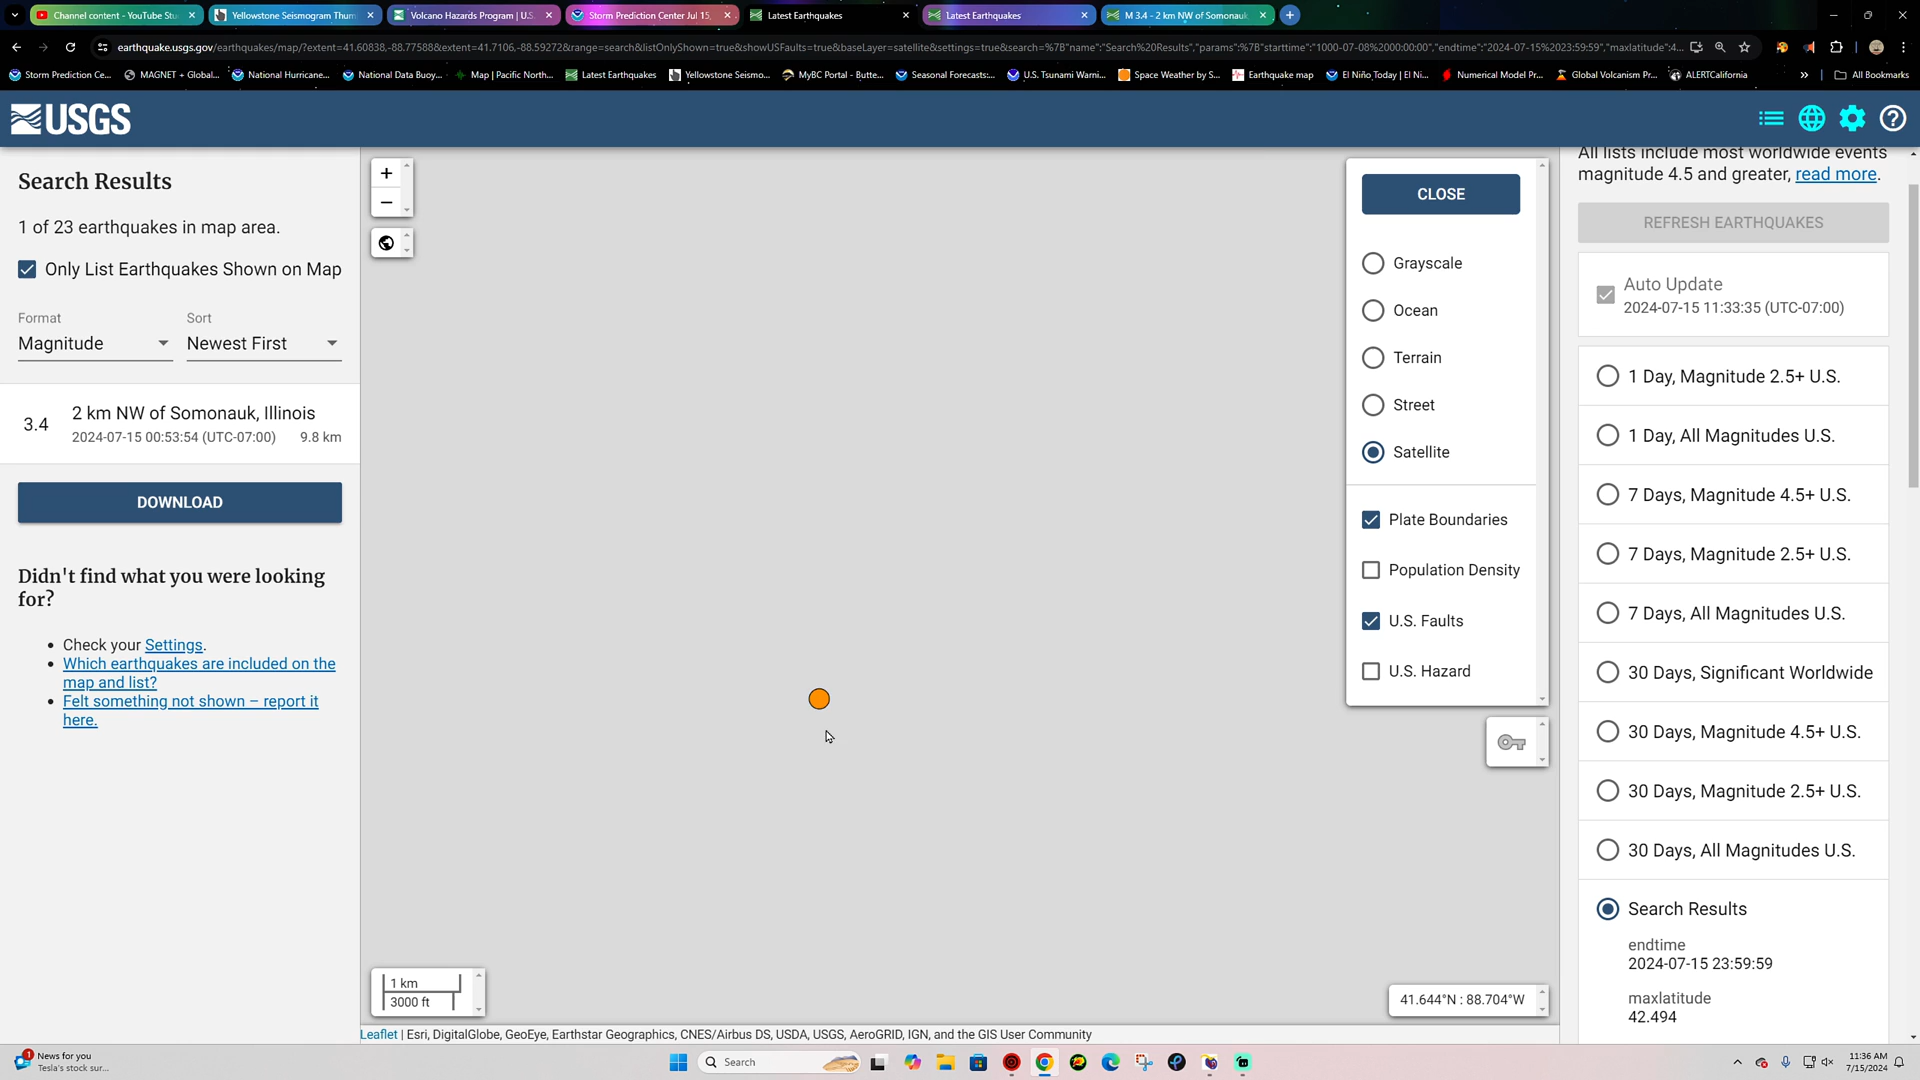 Channel content - YouTube Stu
Yellowstone Seismogram Thum
Volcano Hazards Program | U.S.
Storm Prediction Center Jul 15,
Latest Earthquakes
Latest Earthquakes
M 3.4 - 2 km NW of Somonauk,
earthquake.usgs.gov/earthquakes/map/?extent=41.60838,-88.77588&extent=41.7106,-88.59272&range=search&listOnlyShown=true&showUSFaults=true&baseLayer=satellite&settings=true&search=%7B"name":"Search%20Results","params":%7B"starttime":"1000-07-08%2000:00:00","endtime":"2024-07-15%2023:59:59","maxlatitude":4...
Storm Prediction Ce...
MAGNET + Global...
National Hurricane...
National Data Buoy...
Map | Pacific North...
Latest Earthquakes
Yellowstone Seismo...
MyBC Portal - Butte...
Seasonal Forecasts:...
U.S. Tsunami Warni...
Space Weather by S...
Earthquake map
El Niño Today | El Ni...
Numerical Model Pr...
Global Volcanism Pr...
ALERTCalifornia
»
All Bookmarks
USGS
Search Results
1 of 23 earthquakes in map area.
Only List Earthquakes Shown on Map
Format
Sort
Magnitude
Newest First
3.4
2 km NW of Somonauk, Illinois
2024-07-15 00:53:54 (UTC-07:00)
9.8 km
DOWNLOAD
Didn't find what you were looking
for?
• Check your Settings.
• Which earthquakes are included on the
map and list?
• Felt something not shown – report it
here.
+
−
CLOSE
Grayscale
Ocean
Terrain
Street
Satellite
Plate Boundaries
Population Density
U.S. Faults
U.S. Hazard
1 km
3000 ft
41.644°N : 88.704°W
Leaflet | Esri, DigitalGlobe, GeoEye, Earthstar Geographics, CNES/Airbus DS, USDA, USGS, AeroGRID, IGN, and the GIS User Community
All lists include most worldwide events
magnitude 4.5 and greater, read more.
REFRESH EARTHQUAKES
Auto Update
2024-07-15 11:33:35 (UTC-07:00)
1 Day, Magnitude 2.5+ U.S.
1 Day, All Magnitudes U.S.
7 Days, Magnitude 4.5+ U.S.
7 Days, Magnitude 2.5+ U.S.
7 Days, All Magnitudes U.S.
30 Days, Significant Worldwide
30 Days, Magnitude 4.5+ U.S.
30 Days, Magnitude 2.5+ U.S.
30 Days, All Magnitudes U.S.
Search Results
endtime
2024-07-15 23:59:59
maxlatitude
42.494
1
News for you
Tesla's stock sur...
Search
11:36 AM
7/15/2024